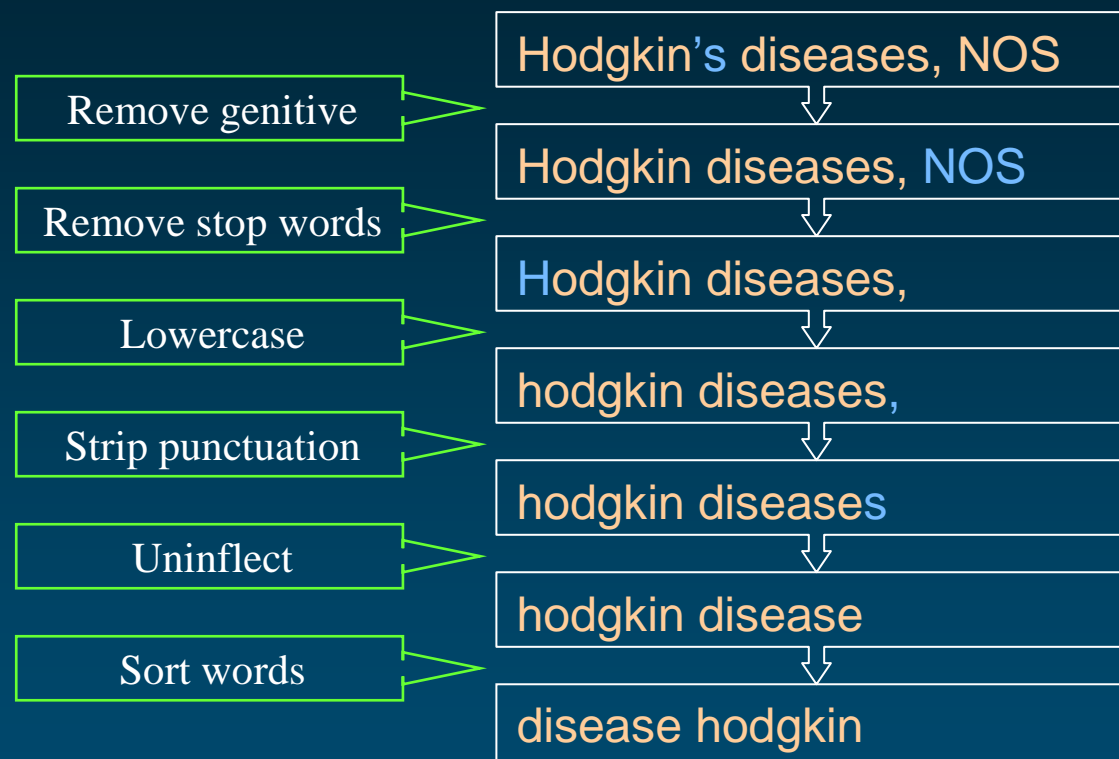 Hodgkin’s diseases, NOS
Remove genitive
Hodgkin diseases, NOS
Remove stop words
Hodgkin diseases,
Lowercase
hodgkin diseases,
Strip punctuation
hodgkin diseases
Uninflect
hodgkin disease
Sort words
disease hodgkin